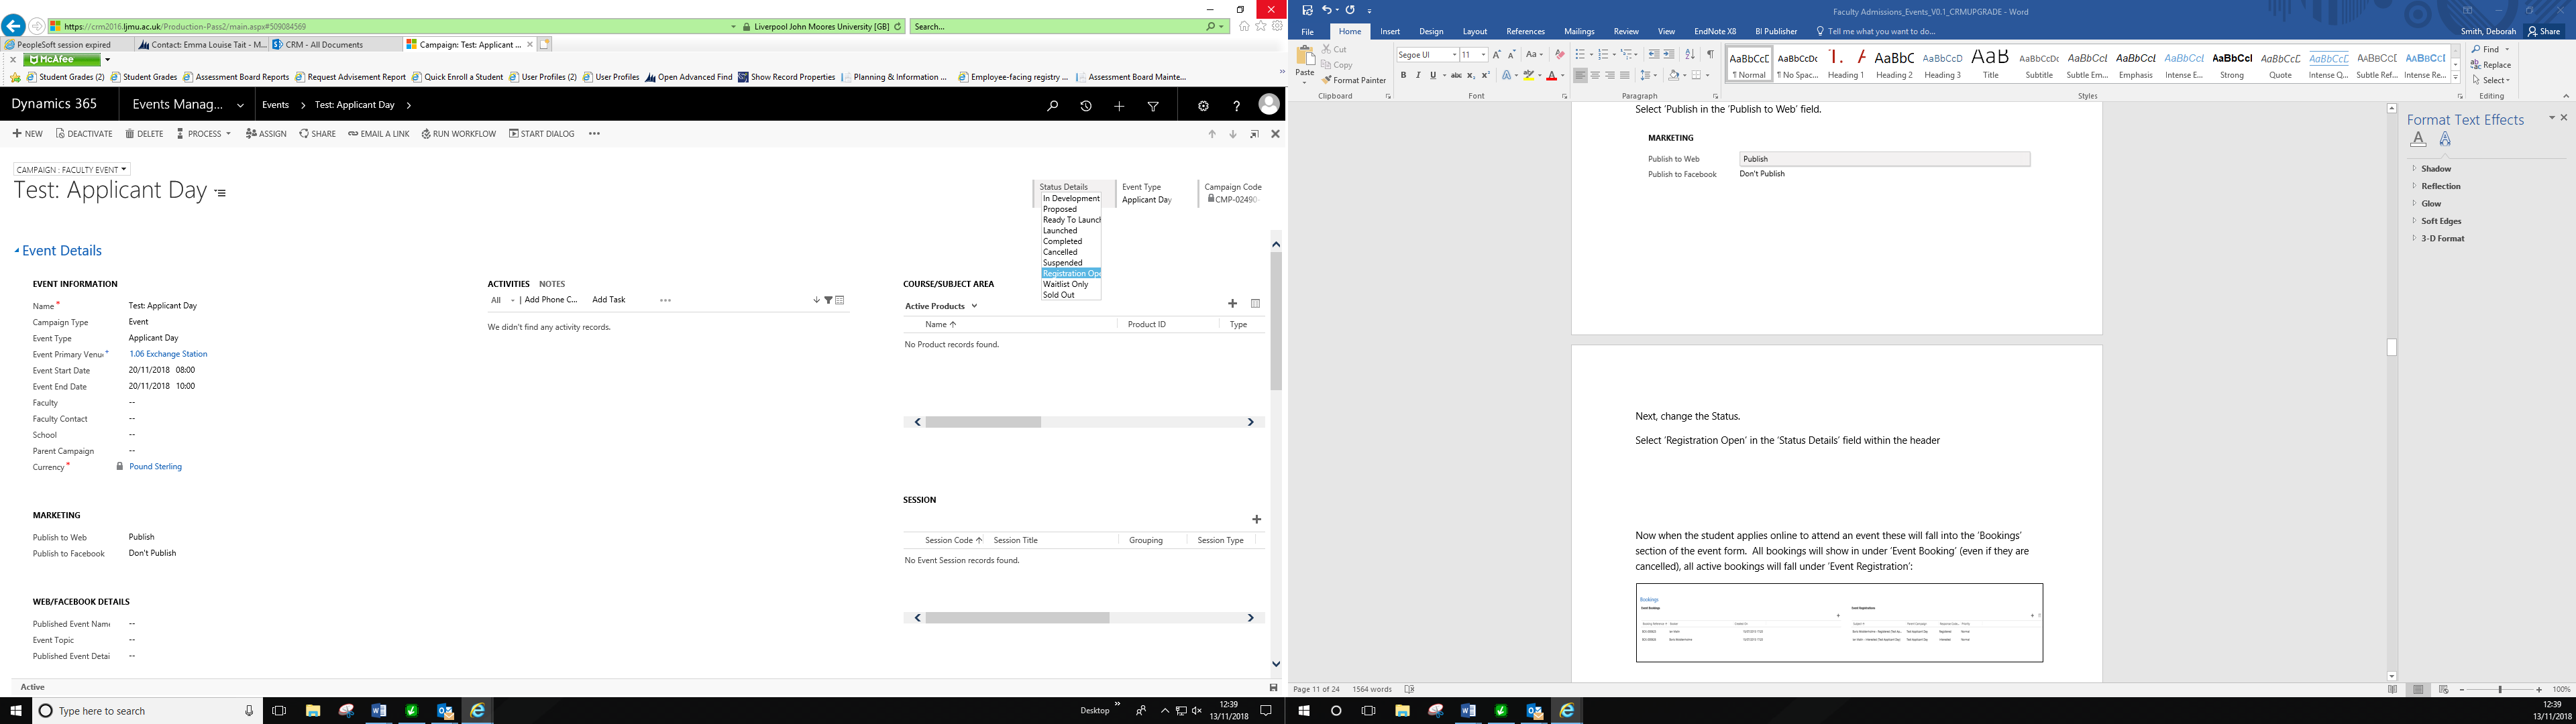 https://crm2016.ljmu.ac.uk/Production-Pass2/main.aspx#509084569
Liverpool John Moores University [GB]
Search...
PeopleSoft session expired
Contact: Emma Louise Tait - M...
CRM - All Documents
Campaign: Test: Applicant ...
McAfee
Student Grades (2)
Student Grades
Assessment Board Reports
Request Advisement Report
Quick Enroll a Student
User Profiles (2)
User Profiles
Open Advanced Find
Show Record Properties
Planning & Information ...
Employee-facing registry ...
Assessment Board Mainte...
Dynamics 365
Events Manag...
Events
Test: Applicant Day
NEW
DEACTIVATE
DELETE
PROCESS
ASSIGN
SHARE
EMAIL A LINK
RUN WORKFLOW
START DIALOG
CAMPAIGN : FACULTY EVENT
Test: Applicant Day
Status Details
In Development
Proposed
Ready To Launch
Launched
Completed
Cancelled
Suspended
Registration Ope
Waitlist Only
Sold Out
Event Type
Applicant Day
Campaign Code
CMP-02490-
Event Details
EVENT INFORMATION
Name *
Test: Applicant Day
Campaign Type
Event
Event Type
Applicant Day
Event Primary Venu *
1.06 Exchange Station
Event Start Date
20/11/2018 08:00
Event End Date
20/11/2018 10:00
Faculty
--
Faculty Contact
--
School
--
Parent Campaign
--
Currency *
Pound Sterling
MARKETING
Publish to Web
Publish
Publish to Facebook
Don't Publish
WEB/FACEBOOK DETAILS
Published Event Name
--
Event Topic
--
Published Event Detai
--
ACTIVITIES
NOTES
All
Add Phone C...
Add Task
We didn't find any activity records.
COURSE/SUBJECT AREA
Active Products
Name
Product ID
Type
No Product records found.
SESSION
Session Code
Session Title
Grouping
Session Type
No Event Session records found.
Active
Type here to search
Desktop
12:39
13/11/2018
Faculty Admissions_Events_V0.1_CRMUPGRADE - Word
File
Home
Insert
Design
Layout
References
Mailings
Review
View
EndNote X8
BI Publisher
Tell me what you want to do...
Smith, Deborah
Share
Paste
Cut
Copy
Format Painter
Clipboard
Segoe UI
11
Font
Paragraph
¶ Normal
¶ No Spac...
Heading 1
Heading 2
Heading 3
Title
Subtitle
Subtle Em...
Emphasis
Intense E...
Strong
Quote
Intense Q...
Subtle Ref...
Intense Re...
Styles
Find
Replace
Select
Editing
Select 'Publish in the 'Publish to Web' field.
MARKETING
Publish to Web
Publish
Publish to Facebook
Don't Publish
Next, change the Status.
Select 'Registration Open' in the 'Status Details' field within the header
Now when the student applies online to attend an event these will fall into the 'Bookings'
section of the event form. All bookings will show in under 'Event Booking' (even if they are
cancelled), all active bookings will fall under 'Event Registration':
Bookings
Event Bookings
Format Text Effects
Shadow
Reflection
Glow
Soft Edges
3-D Format
Page 11 of 24
1564 words
100%
12:39
13/11/2018